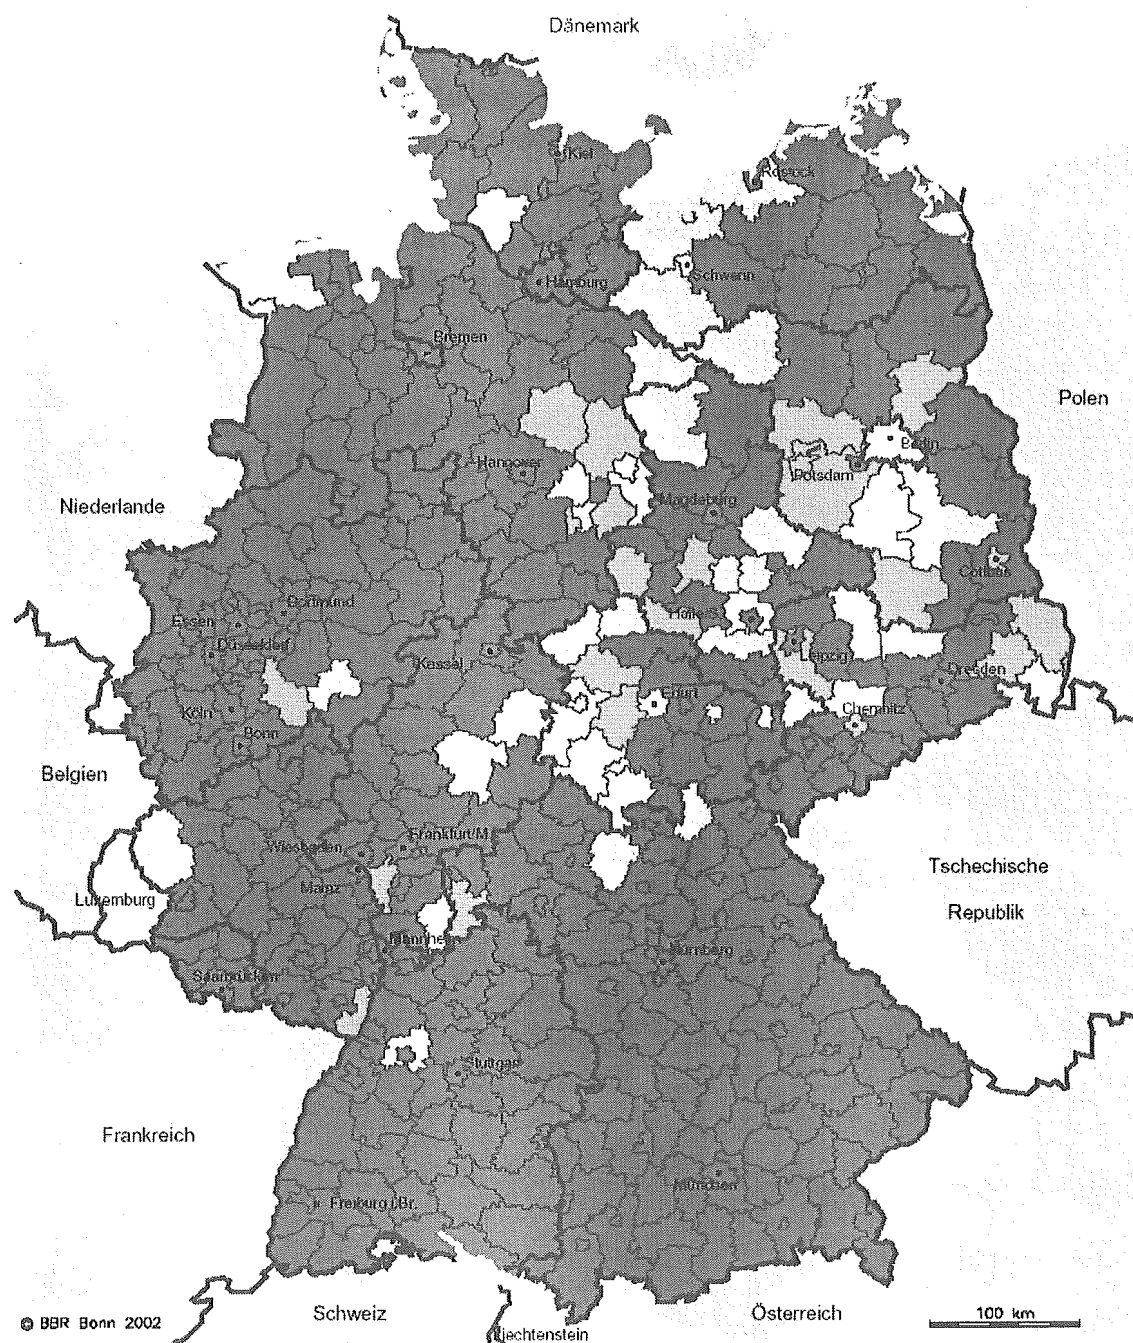 Dänemark
Kiel
Rostock
Schwerin
Hamburg
Bremen
Polen
Berlin
Hannover
Potsdam
Niederlande
Magdeburg
Cottbus
Dortmund
Essen
Halle
Düsseldorf
Kassel
Leipzig
Dresden
Erfurt
Köln
Chemnitz
Bonn
Belgien
Frankfurt/M.
Wiesbaden
Tschechische
Mainz
Luxemburg
Republik
Mannheim
Nürnberg
Saarbrücken
Stuttgart
Frankreich
München
Freiburg i.Br.
Schweiz
Österreich
100 km
© BBR Bonn 2002
Liechtenstein